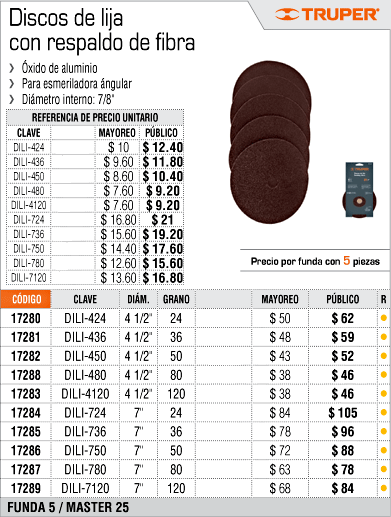 Discos de lija
con respaldo de fibra
TRUPER®
❯ Óxido de aluminio
❯ Para esmeriladora ángular
❯ Diámetro interno: 7/8"
REFERENCIA DE PRECIO UNITARIO
CLAVE MAYOREO PÚBLICO
DILI-424 $ 10 $ 12.40
DILI-436 $ 9.60 $ 11.80
DILI-450 $ 8.60 $ 10.40
DILI-480 $ 7.60 $ 9.20
DILI-4120 $ 7.60 $ 9.20
DILI-724 $ 16.80 $ 21
DILI-736 $ 15.60 $ 19.20
DILI-750 $ 14.40 $ 17.60
DILI-780 $ 12.60 $ 15.60
DILI-7120 $ 13.60 $ 16.80
TRUPER
Precio por funda con 5 piezas
CÓDIGO CLAVE DIÁM. GRANO MAYOREO PÚBLICO R
17280 DILI-424 4 1/2" 24 $ 50 $ 62
17281 DILI-436 4 1/2" 36 $ 48 $ 59
17282 DILI-450 4 1/2" 50 $ 43 $ 52
17288 DILI-480 4 1/2" 80 $ 38 $ 46
17283 DILI-4120 4 1/2" 120 $ 38 $ 46
17284 DILI-724 7" 24 $ 84 $ 105
17285 DILI-736 7" 36 $ 78 $ 96
17286 DILI-750 7" 50 $ 72 $ 88
17287 DILI-780 7" 80 $ 63 $ 78
17289 DILI-7120 7" 120 $ 68 $ 84
FUNDA 5 / MASTER 25